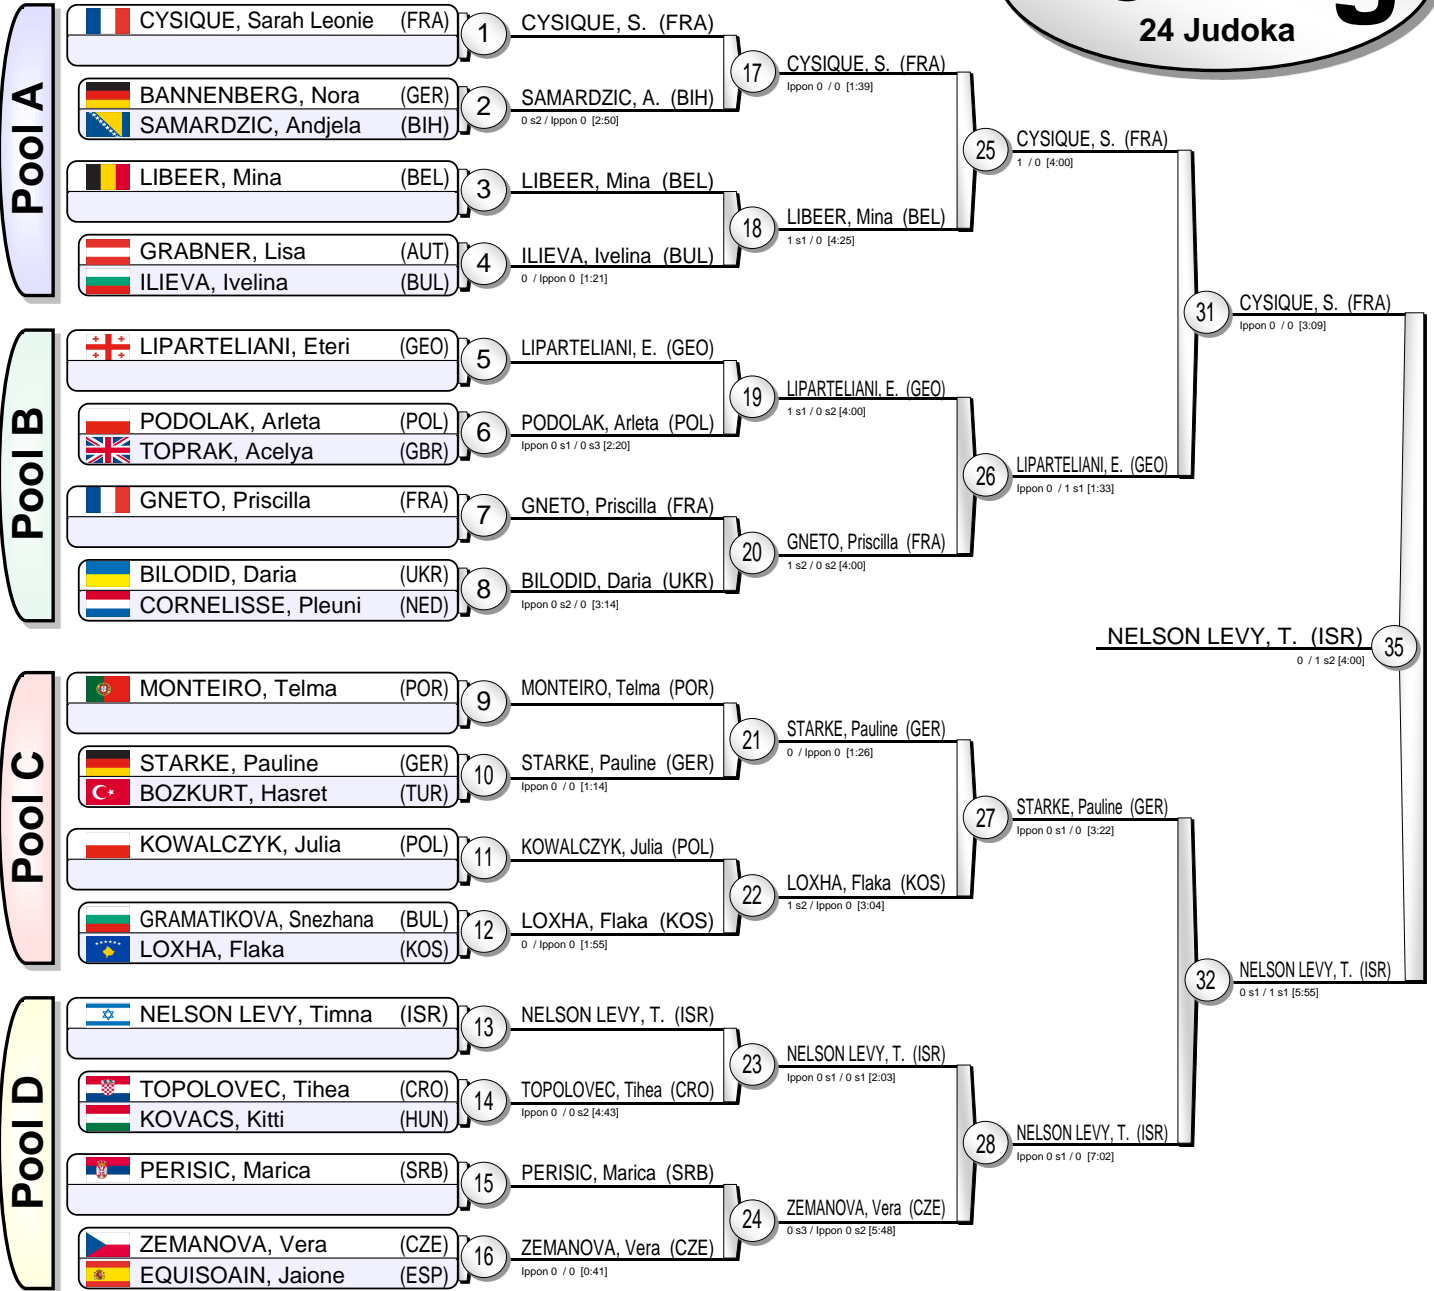 24 Judoka
Pool A
CYSIQUE, Sarah Leonie (FRA)
1
BANNENBERG, Nora (GER)
SAMARDZIC, Andjela (BIH)
2
LIBEER, Mina (BEL)
3
GRABNER, Lisa (AUT)
ILIEVA, Ivelina (BUL)
4
CYSIQUE, S. (FRA)
SAMARDZIC, A. (BIH)
0 s2 / Ippon 0 [2:50]
LIBEER, Mina (BEL)
ILIEVA, Ivelina (BUL)
0 / Ippon 0 [1:21]
17
CYSIQUE, S. (FRA)
Ippon 0 / 0 [1:39]
18
LIBEER, Mina (BEL)
1 s1 / 0 [4:25]
25
CYSIQUE, S. (FRA)
1 / 0 [4:00]
Pool B
LIPARTELIANI, Eteri (GEO)
5
PODOLAK, Arleta (POL)
TOPRAK, Acelya (GBR)
6
GNETO, Priscilla (FRA)
7
BILODID, Daria (UKR)
CORNELISSE, Pleuni (NED)
8
LIPARTELIANI, E. (GEO)
PODOLAK, Arleta (POL)
Ippon 0 s1 / 0 s3 [2:20]
GNETO, Priscilla (FRA)
BILODID, Daria (UKR)
Ippon 0 s2 / 0 [3:14]
19
LIPARTELIANI, E. (GEO)
1 s1 / 0 s2 [4:00]
20
GNETO, Priscilla (FRA)
1 s2 / 0 s2 [4:00]
26
LIPARTELIANI, E. (GEO)
Ippon 0 / 1 s1 [1:33]
31
CYSIQUE, S. (FRA)
Ippon 0 / 0 [3:09]
NELSON LEVY, T. (ISR)
0 / 1 s2 [4:00]
35
Pool C
MONTEIRO, Telma (POR)
9
STARKE, Pauline (GER)
BOZKURT, Hasret (TUR)
10
KOWALCZYK, Julia (POL)
11
GRAMATIKOVA, Snezhana (BUL)
LOXHA, Flaka (KOS)
12
MONTEIRO, Telma (POR)
STARKE, Pauline (GER)
Ippon 0 / 0 [1:14]
KOWALCZYK, Julia (POL)
LOXHA, Flaka (KOS)
0 / Ippon 0 [1:55]
21
STARKE, Pauline (GER)
0 / Ippon 0 [1:26]
22
LOXHA, Flaka (KOS)
1 s2 / Ippon 0 [3:04]
27
STARKE, Pauline (GER)
Ippon 0 s1 / 0 [3:22]
Pool D
NELSON LEVY, Timna (ISR)
13
TOPOLOVEC, Tihea (CRO)
KOVACS, Kitti (HUN)
14
PERISIC, Marica (SRB)
15
ZEMANOVA, Vera (CZE)
EQUISOAIN, Jaione (ESP)
16
NELSON LEVY, T. (ISR)
TOPOLOVEC, Tihea (CRO)
Ippon 0 / 0 s2 [4:43]
PERISIC, Marica (SRB)
ZEMANOVA, Vera (CZE)
Ippon 0 / 0 [0:41]
23
NELSON LEVY, T. (ISR)
Ippon 0 s1 / 0 s1 [2:03]
24
ZEMANOVA, Vera (CZE)
0 s3 / Ippon 0 s2 [5:48]
28
NELSON LEVY, T. (ISR)
Ippon 0 s1 / 0 [7:02]
32
NELSON LEVY, T. (ISR)
0 s1 / 1 s1 [5:55]